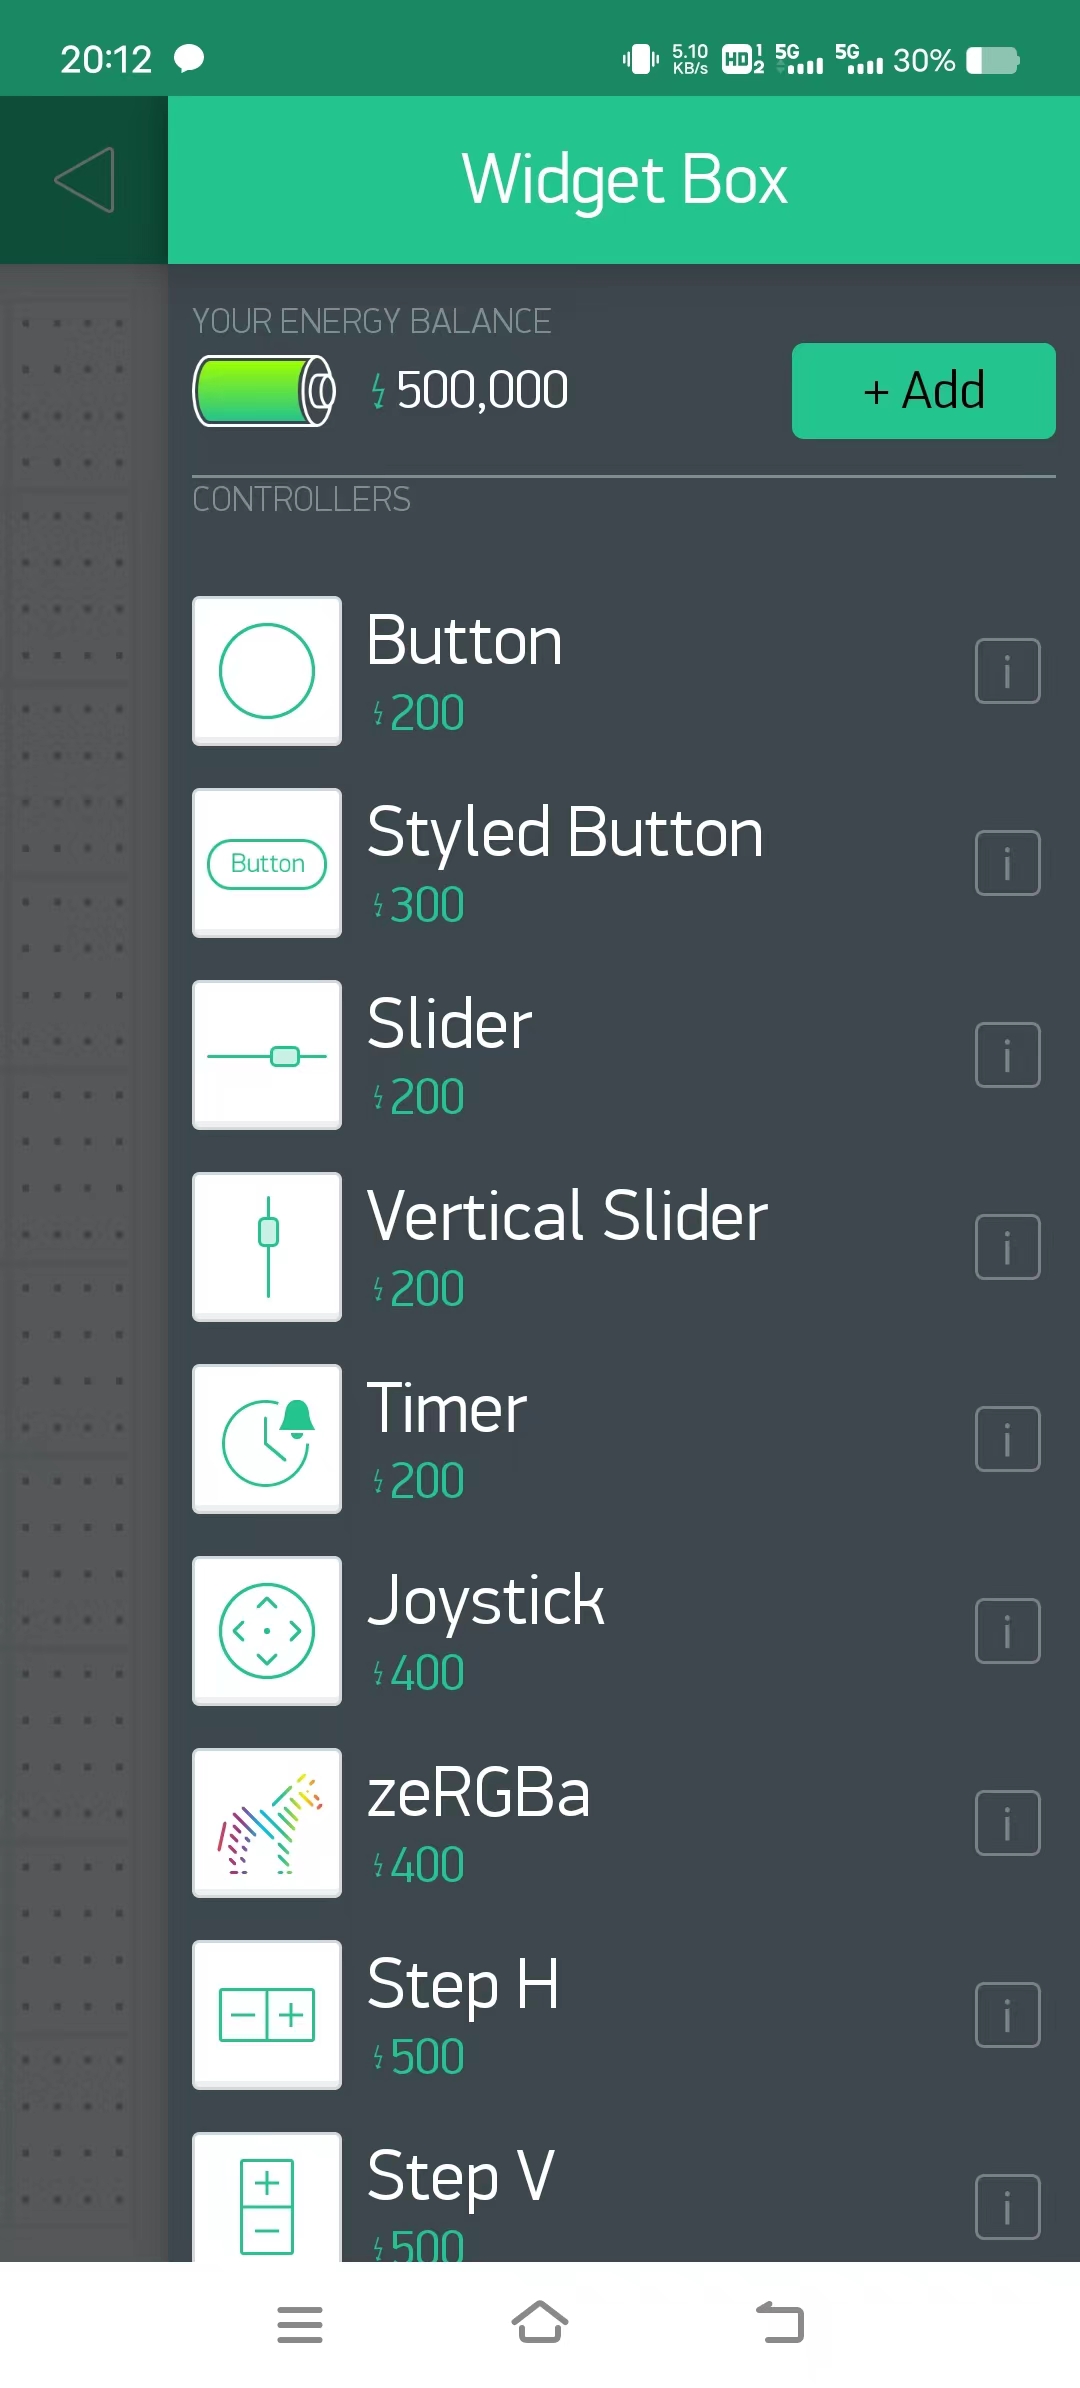 20:12
5.10 KB/s HD 1 2 5G 5G 30%
Widget Box
YOUR ENERGY BALANCE
500,000
+ Add
CONTROLLERS
Button
200
i
Button
Styled Button
300
i
Slider
200
i
Vertical Slider
200
i
Timer
200
i
Joystick
400
i
zeRGBa
400
i
Step H
500
i
Step V
500
i